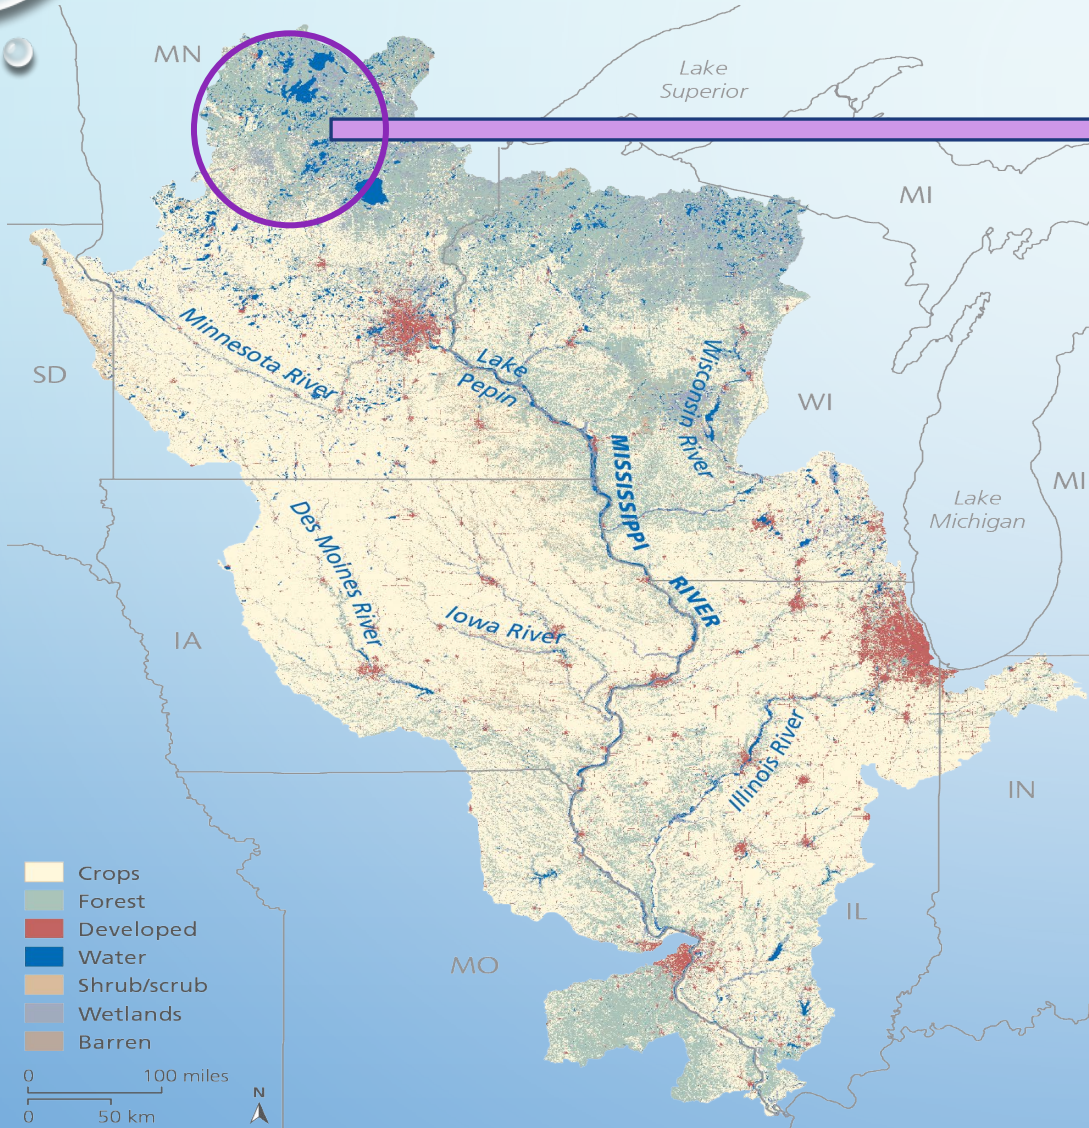 MN
Lake
Superior
MI
Minnesota River
Lake
Pepin
SD
Wisconsin River
WI
MISSISSIPPI
RIVER
MI
Lake
Michigan
Des Moines River
Iowa River
IA
Illinois River
IN
IL
MO
Crops
Forest
Developed
Water
Shrub/scrub
Wetlands
Barren
0 100 miles
0 50 km
N